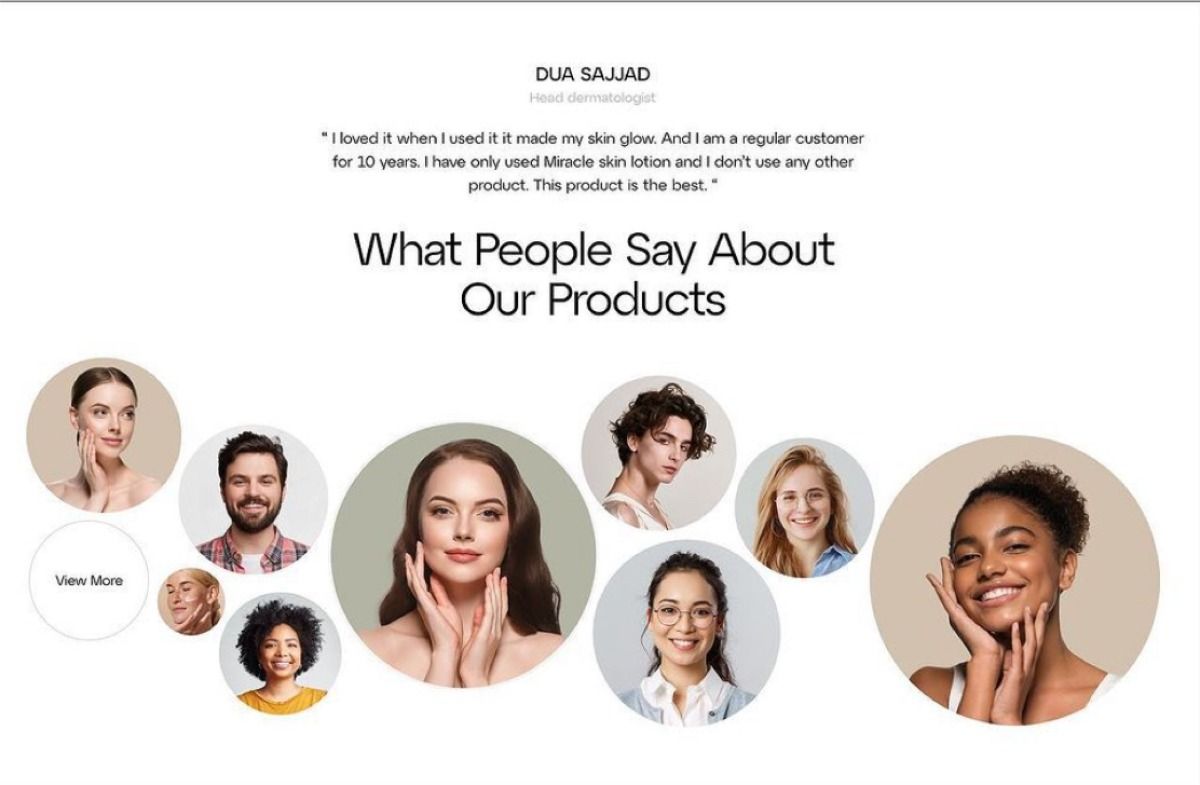 DUA SAJJAD
Head dermatologist
“ I loved it when I used it it made my skin glow. And I am a regular customer
for 10 years. I have only used Miracle skin lotion and I don’t use any other
product. This product is the best. “
What People Say About
Our Products
View More